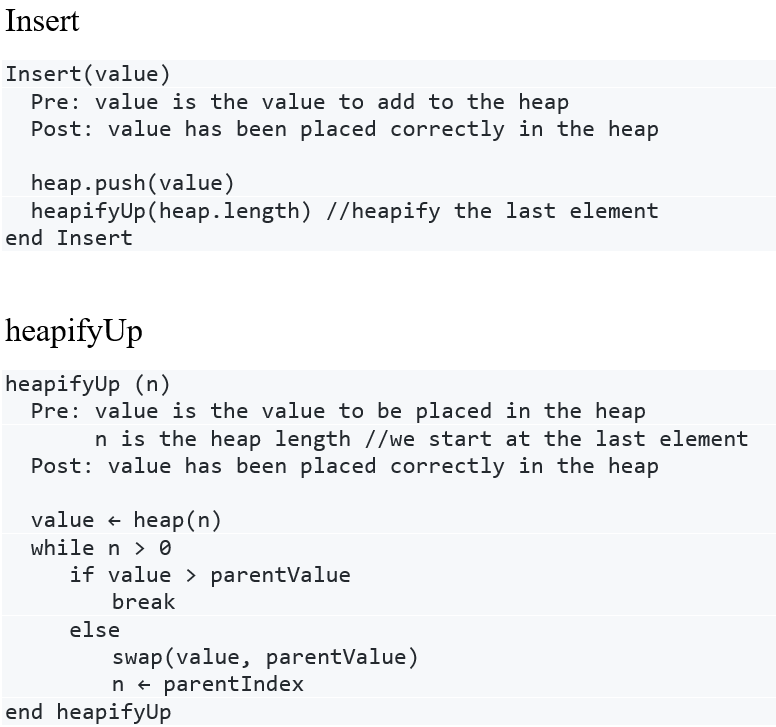 Insert
Insert(value)
Pre: value is the value to add to the heap
Post: value has been placed correctly in the heap
heap.push(value)
heapifyUp(heap.length) //heapify the last element
end Insert
heapifyUp
heapifyUp (n)
Pre: value is the value to be placed in the heap
n is the heap length //we start at the last element
Post: value has been placed correctly in the heap
value ← heap(n)
while n > 0
if value > parentValue
break
else
swap(value, parentValue)
n ← parentIndex
end heapifyUp